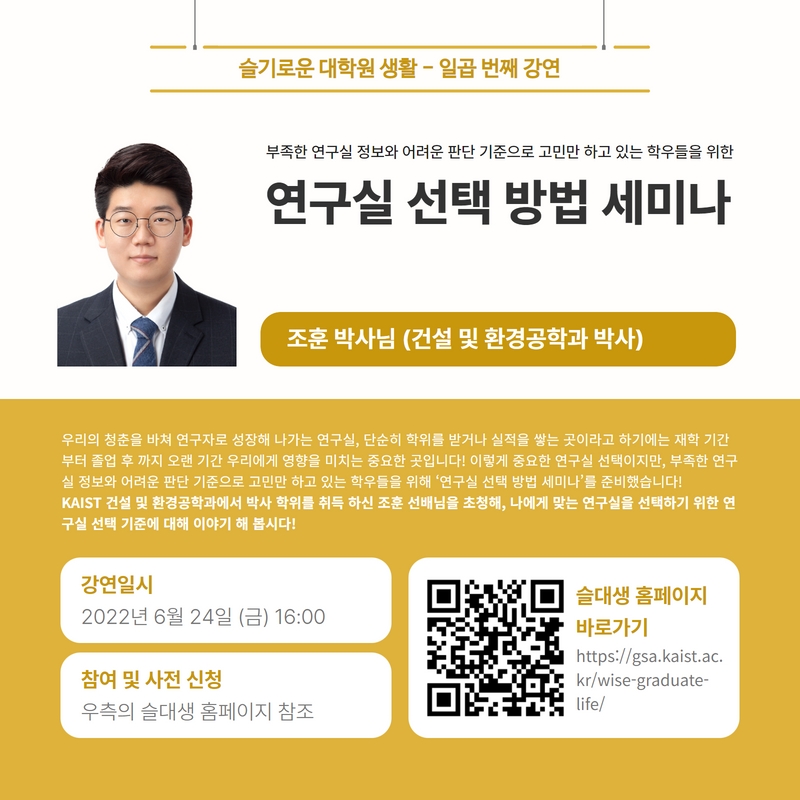 슬기로운 대학원 생활 - 일곱 번째 강연
부족한 연구실 정보와 어려운 판단 기준으로 고민만 하고 있는 학우들을 위한
연구실 선택 방법 세미나
조훈 박사님 (건설 및 환경공학과 박사)
우리의 청춘을 바쳐 연구자로 성장해 나가는 연구실, 단순히 학위를 받거나 실적을 쌓는 곳이라고 하기에는 재학 기간
부터 졸업 후 까지 오랜 기간 우리에게 영향을 미치는 중요한 곳입니다! 이렇게 중요한 연구실 선택이지만, 부족한 연구
실 정보와 어려운 판단 기준으로 고민만 하고 있는 학우들을 위해 ‘연구실 선택 방법 세미나’를 준비했습니다!
KAIST 건설 및 환경공학과에서 박사 학위를 취득 하신 조훈 선배님을 초청해, 나에게 맞는 연구실을 선택하기 위한 연
구실 선택 기준에 대해 이야기 해 봅시다!
강연일시
2022년 6월 24일 (금) 16:00
참여 및 사전 신청
우측의 슬대생 홈페이지 참조
슬대생 홈페이지
바로가기
https://gsa.kaist.ac.
kr/wise-graduate-
life/